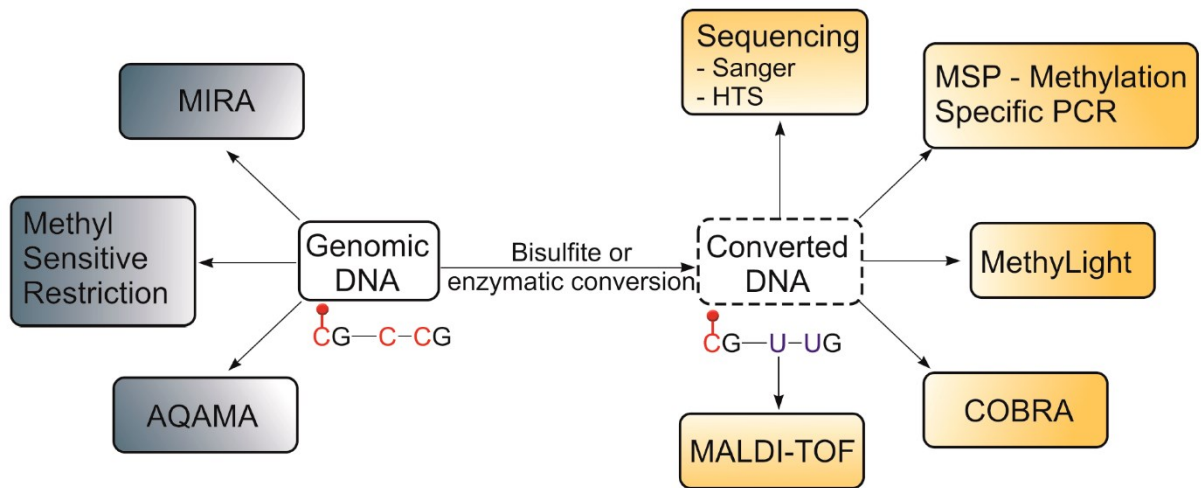 MIRA
Methyl
Sensitive
Restriction
AQAMA
Genomic
DNA
CG—C–CG
Bisulfite or
enzymatic conversion
Converted
DNA
CG—U–UG
Sequencing
- Sanger
- HTS
MSP - Methylation
Specific PCR
MethyLight
COBRA
MALDI-TOF